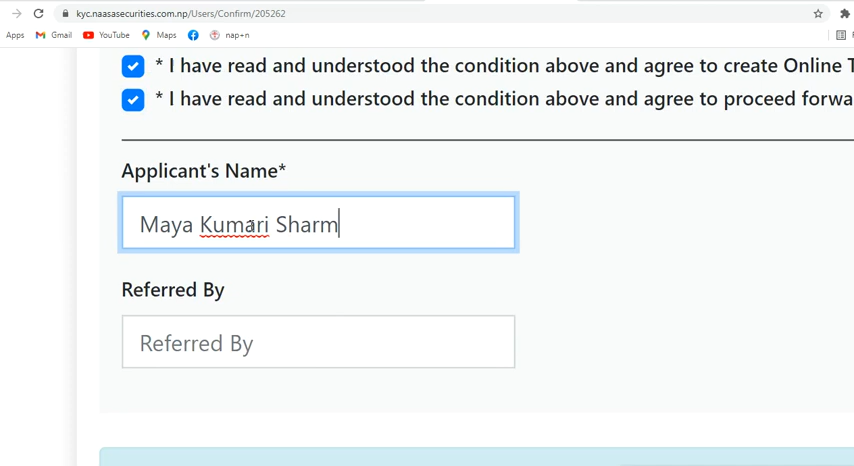 kyc.naasasecurities.com.np/Users/Confirm/205262
Apps Gmail YouTube Maps nap+n
* I have read and understood the condition above and agree to create Online T
* I have read and understood the condition above and agree to proceed forwa
Applicant's Name*
Maya Kumari Sharm
Referred By
Referred By